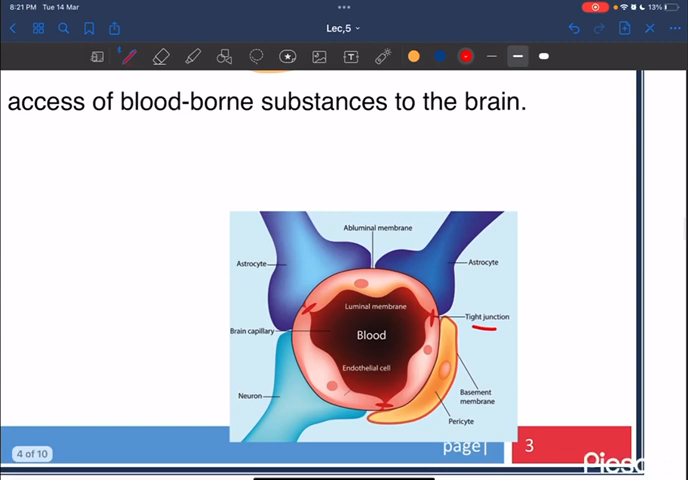 8:21 PM Tue 14 Mar
13%
Lec,5
access of blood-borne substances to the brain.
Abluminal membrane
Astrocyte
Astrocyte
Luminal membrane
Tight junction
Brain capillary
Blood
Endothelial cell
Neuron
Basement
membrane
Pericyte
4 of 10
page| 3